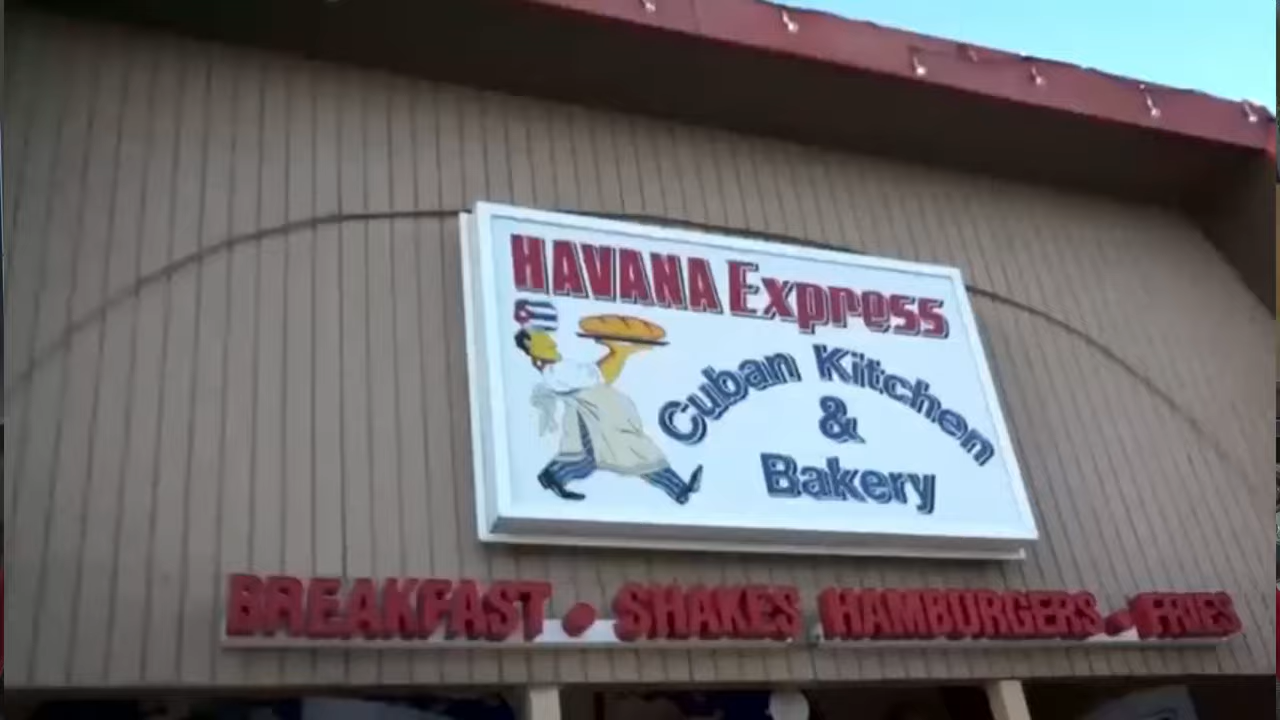 HAVANA Express
Cuban Kitchen
&
Bakery
BREAKFAST • SHAKES HAMBURGERS • FRIES